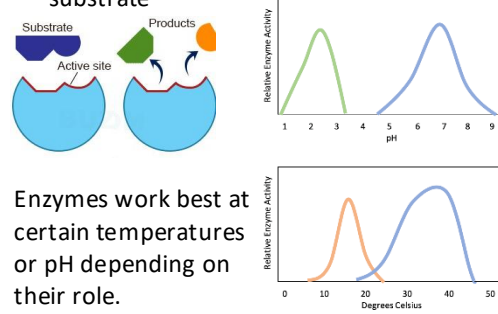 substrate
Substrate
Products
Active site
Enzymes work best at
certain temperatures
or pH depending on
their role.
Relative Enzyme Activity
1 2 3 4 5 6 7 8 9
pH
Relative Enzyme Activity
0 10 20 30 40 50
Degrees Celsius